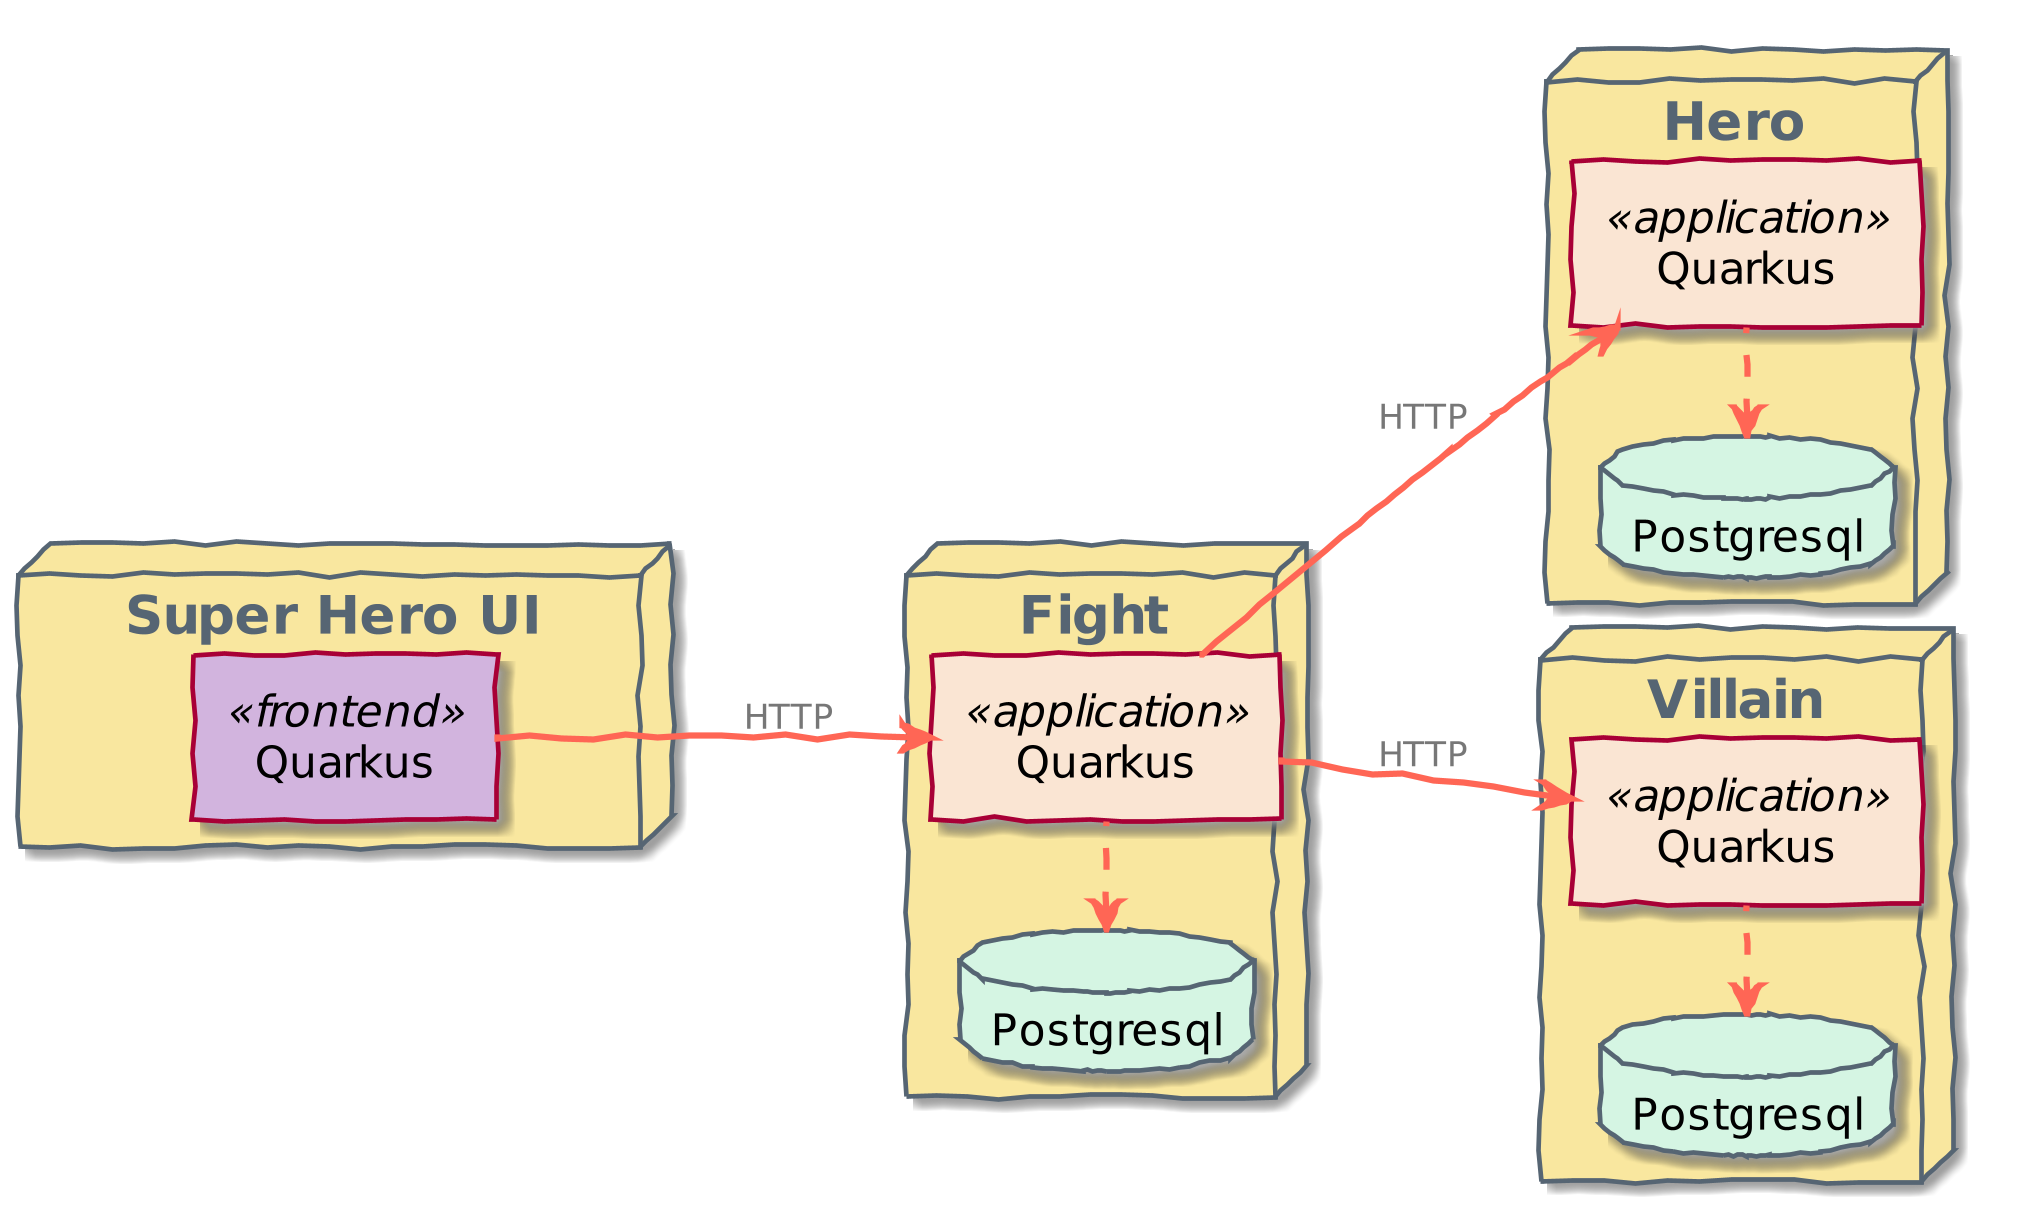 Hero
«application»
Quarkus
Postgresql
HTTP
Super Hero UI
«frontend»
Quarkus
HTTP
Fight
«application»
Quarkus
Postgresql
HTTP
Villain
«application»
Quarkus
Postgresql